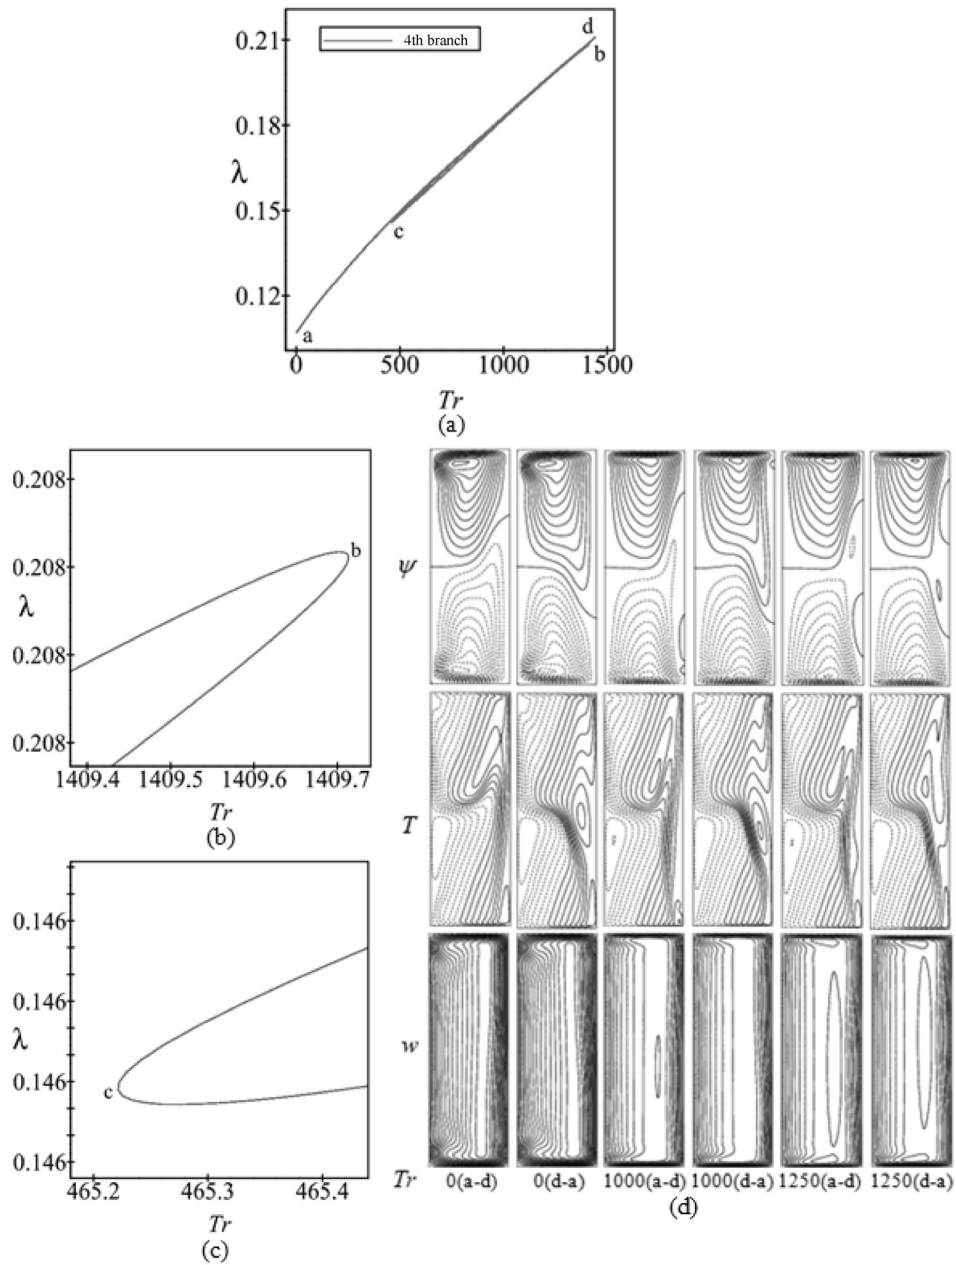 4th branch
d
b
c
a
0.21
0.18
0.15
0.12
λ
0 500 1000 1500
Tr
(a)
0.208
0.208
0.208
0.208
λ
b
1409.4 1409.5 1409.6 1409.7
Tr
(b)
0.146
0.146
0.146
0.146
λ
c
465.2 465.3 465.4
Tr
(c)
ψ
T
w
Tr 0(a-d) 0(d-a) 1000(a-d) 1000(d-a) 1250(a-d) 1250(d-a)
(d)